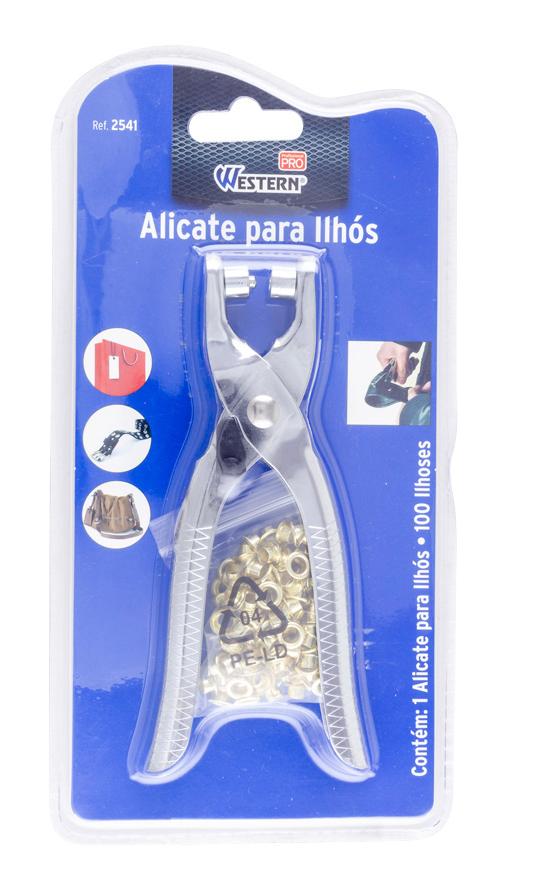 Ref. 2541
Professional
PRO
WESTERN®
Alicate para Ilhós
04
PE-LD
Contém: 1 Alicate para Ilhós • 100 Ilhoses